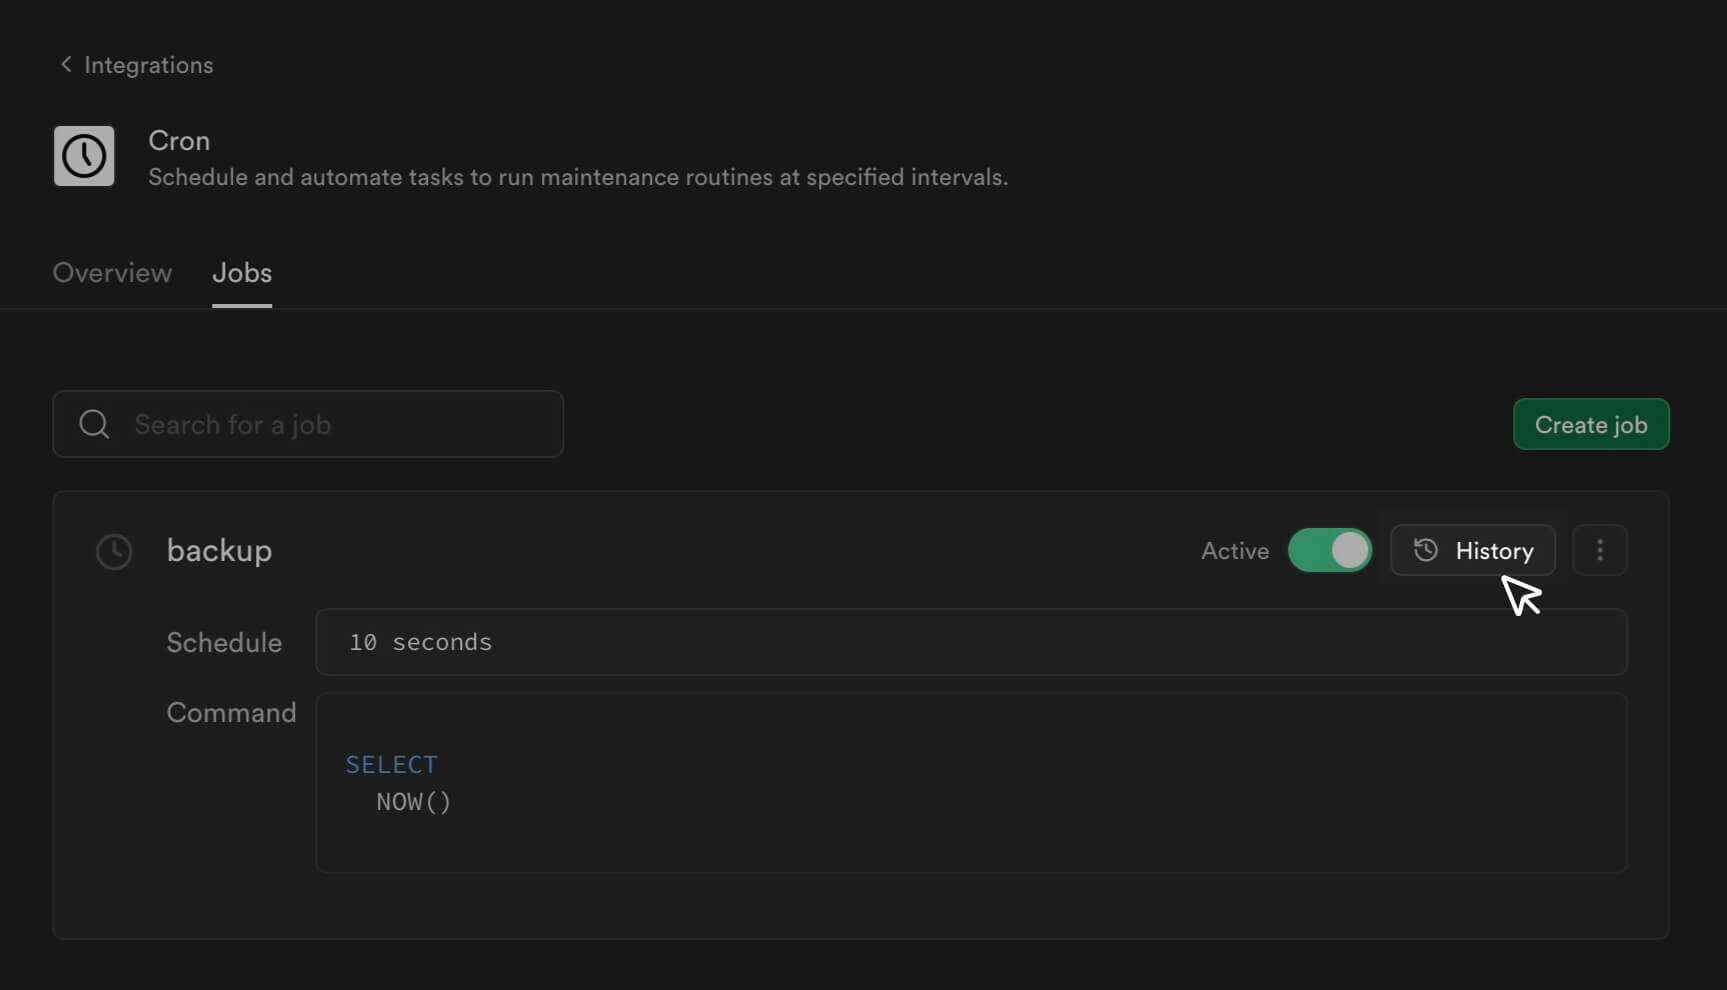 Integrations
Cron
Schedule and automate tasks to run maintenance routines at specified intervals.
Overview Jobs
Search for a job Create job
backup Active History
Schedule 10 seconds
Command
SELECT
NOW()